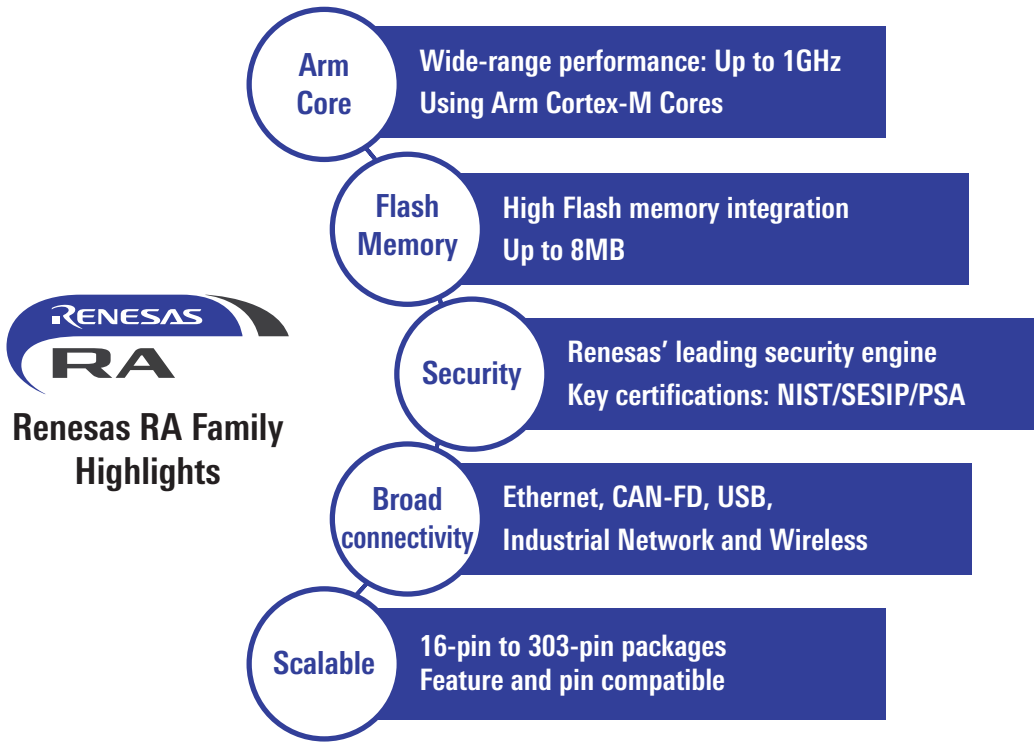 RENESAS
RA
Renesas RA Family
Highlights
Arm
Core
Wide-range performance: Up to 1GHz
Using Arm Cortex-M Cores
Flash
Memory
High Flash memory integration
Up to 8MB
Security
Renesas’ leading security engine
Key certifications: NIST/SESIP/PSA
Broad
connectivity
Ethernet, CAN-FD, USB,
Industrial Network and Wireless
Scalable
16-pin to 303-pin packages
Feature and pin compatible